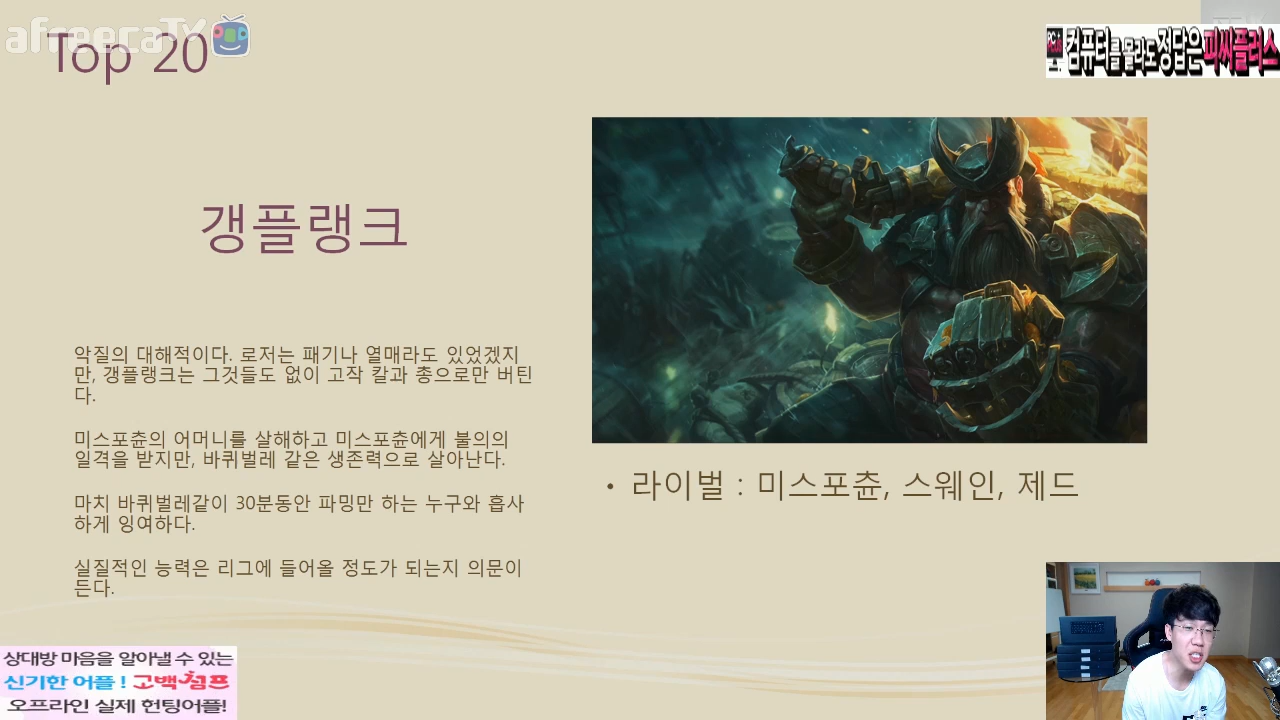 afreecaTV
Top 20
컴퓨터를 몰라도 정답은 피씨플러스
갱플랭크
악질의 대해적이다. 로저는 패기나 열매라도 있었겠지
만, 갱플랭크는 그것들도 없이 고작 칼과 총으로만 버틴
다.
미스포츈의 어머니를 살해하고 미스포츈에게 불의의
일격을 받지만, 바퀴벌레 같은 생존력으로 살아난다.
마치 바퀴벌레같이 30분동안 파밍만 하는 누구와 흡사
하게 잉여하다.
실질적인 능력은 리그에 들어올 정도가 되는지 의문이
든다.
• 라이벌 : 미스포츈, 스웨인, 제드
상대방 마음을 알아낼 수 있는
신기한 어플 ! 고백점프
오프라인 실제 헌팅어플!